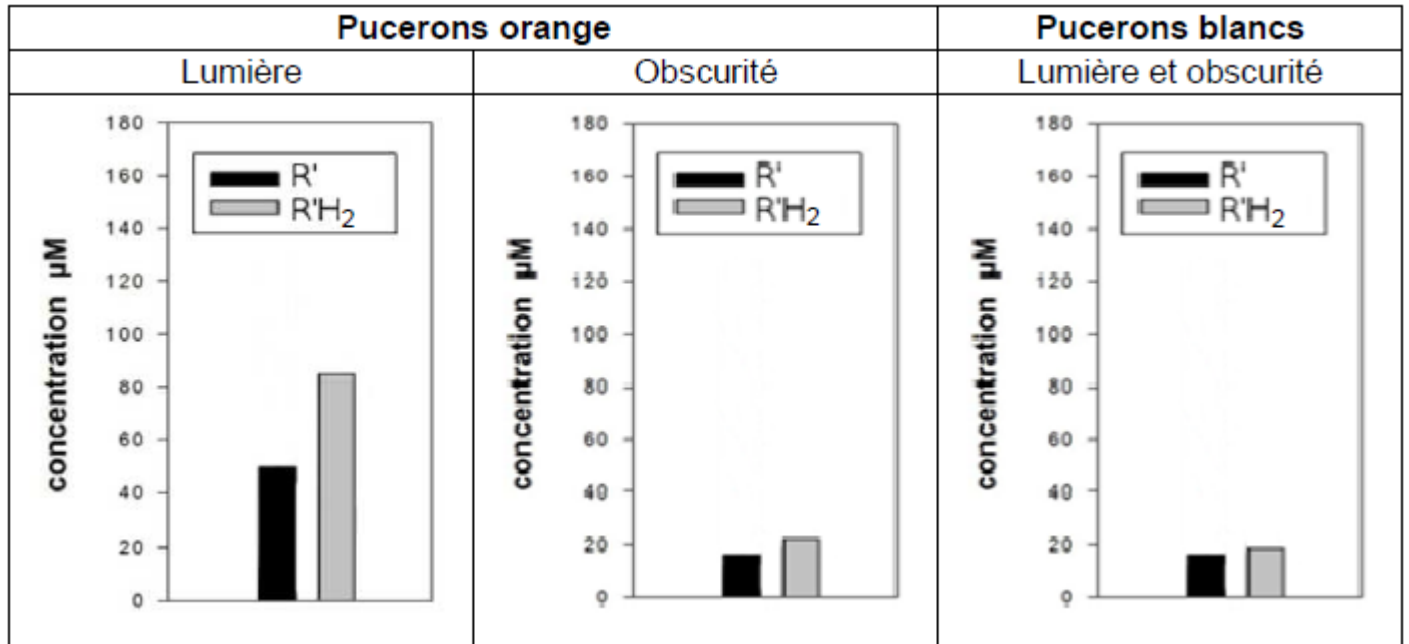 Pucerons orange
Pucerons blancs
Lumière
Obscurité
Lumière et obscurité
concentration µM
180
160
140
120
100
80
60
40
20
0
R'
R'H2
concentration µM
180
160
140
120
100
80
60
40
20
0
R'
R'H2
concentration µM
180
160
140
120
100
80
60
40
20
0
R'
R'H2